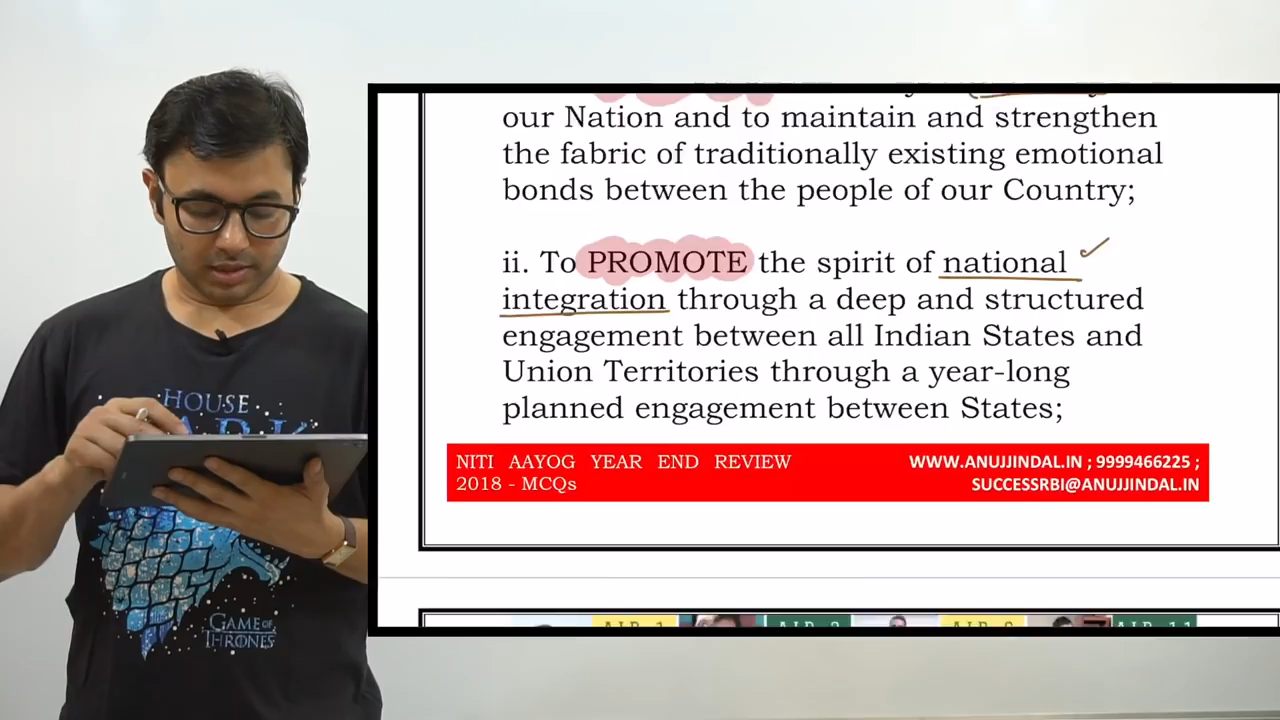 our Nation and to maintain and strengthen
the fabric of traditionally existing emotional
bonds between the people of our Country;
ii. To PROMOTE the spirit of national
integration through a deep and structured
engagement between all Indian States and
Union Territories through a year-long
planned engagement between States;
NITI AAYOG YEAR END REVIEW
2018 - MCQs
WWW.ANUJJINDAL.IN ; 9999466225 ;
SUCCESSRBI@ANUJJINDAL.IN
HOUSE
GAME OF
THRONES